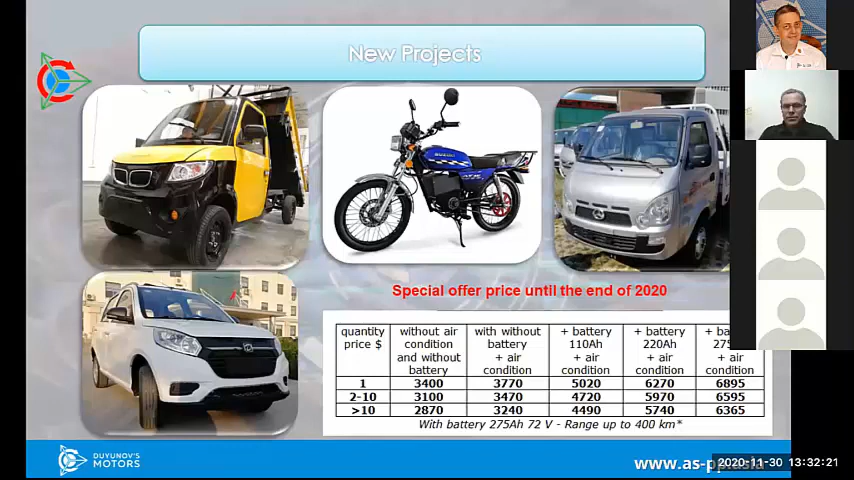 New Projects
SUZUKI
Special offer price until the end of 2020
quantity price $ | without air condition and without battery | with without battery + air condition | + battery 110Ah + air condition | + battery 220Ah + air condition | + air condition
1 3400 3770 5020 6270 6895
2-10 3100 3470 4720 5970 6595
>10 2870 3240 4490 5740 6365
With battery 275Ah 72 V - Range up to 400 km*
DUYUNOV'S
MOTORS
www.as-p
2020-11-30 13:32:21